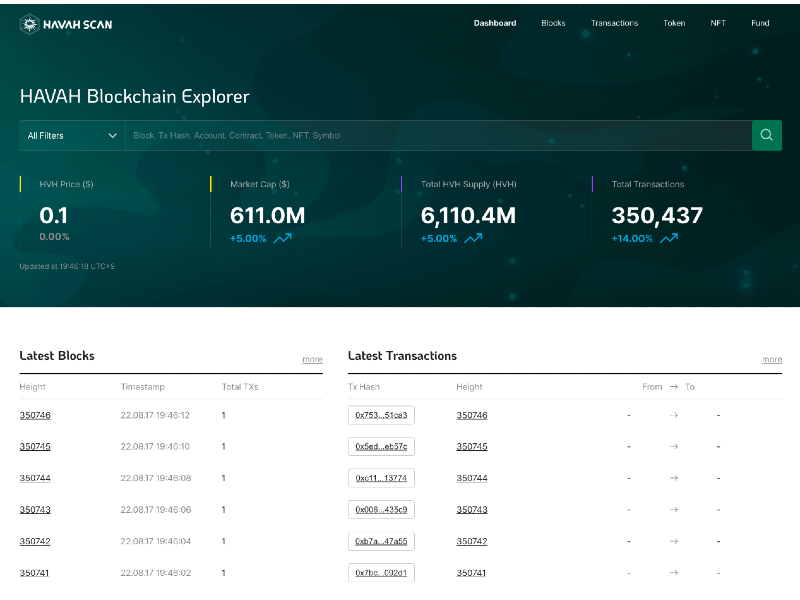 HAVAH SCAN
Dashboard Blocks Transactions Token NFT Fund
HAVAH Blockchain Explorer
All Filters Block, Tx Hash, Account, Contract, Token, NFT, Symbol
HVH Price ($) Market Cap ($) Total HVH Supply (HVH) Total Transactions
0.1 611.0M 6,110.4M 350,437
0.00% +5.00% +5.00% +14.00%
Updated at 19:46:18 UTC+9
Latest Blocks more Latest Transactions more
Height Timestamp Total TXs Tx Hash Height From → To
350746 22.08.17 19:46:12 1 0x753...51ca3 350746 - → -
350745 22.08.17 19:46:10 1 0x5ed...eb57c 350745 - → -
350744 22.08.17 19:46:08 1 0xc11...13774 350744 - → -
350743 22.08.17 19:46:06 1 0x006...435c9 350743 - → -
350742 22.08.17 19:46:04 1 0xb7a...47a55 350742 - → -
350741 22.08.17 19:46:02 1 0x7bc...092d1 350741 - → -